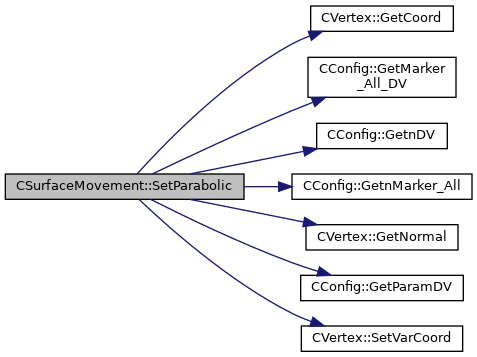 CVertex::GetCoord
CConfig::GetMarker
_All_DV
CConfig::GetnDV
CSurfaceMovement::SetParabolic
CConfig::GetnMarker_All
CVertex::GetNormal
CConfig::GetParamDV
CVertex::SetVarCoord